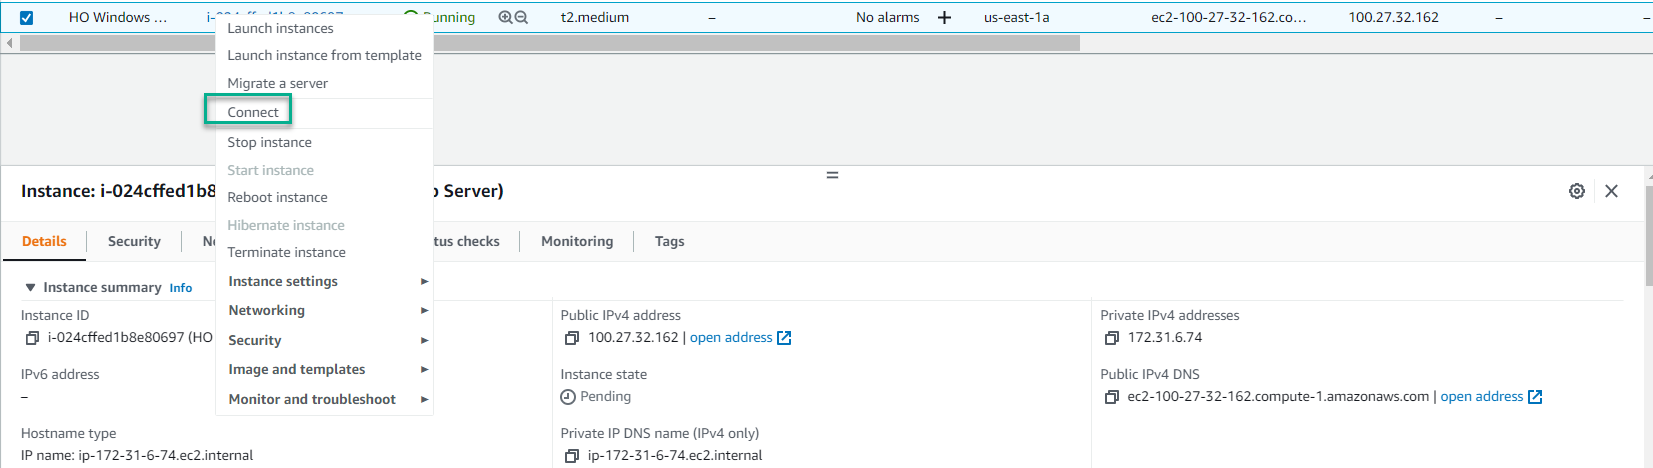 HO Windows ... Running t2.medium – No alarms + us-east-1a ec2-100-27-32-162.co... 100.27.32.162 – –
Launch instances
Launch instance from template
Migrate a server
Connect
Stop instance
Start instance
Reboot instance
Hibernate instance
Terminate instance
Instance settings
Networking
Security
Image and templates
Monitor and troubleshoot
Instance: i-024cffed1b8 Server)
Details Security tus checks Monitoring Tags
Instance summary Info
Instance ID
i-024cffed1b8e80697 (HO
Public IPv4 address
100.27.32.162 | open address
Private IPv4 addresses
172.31.6.74
IPv6 address
–
Instance state
Pending
Public IPv4 DNS
ec2-100-27-32-162.compute-1.amazonaws.com | open address
Hostname type
IP name: ip-172-31-6-74.ec2.internal
Private IP DNS name (IPv4 only)
ip-172-31-6-74.ec2.internal